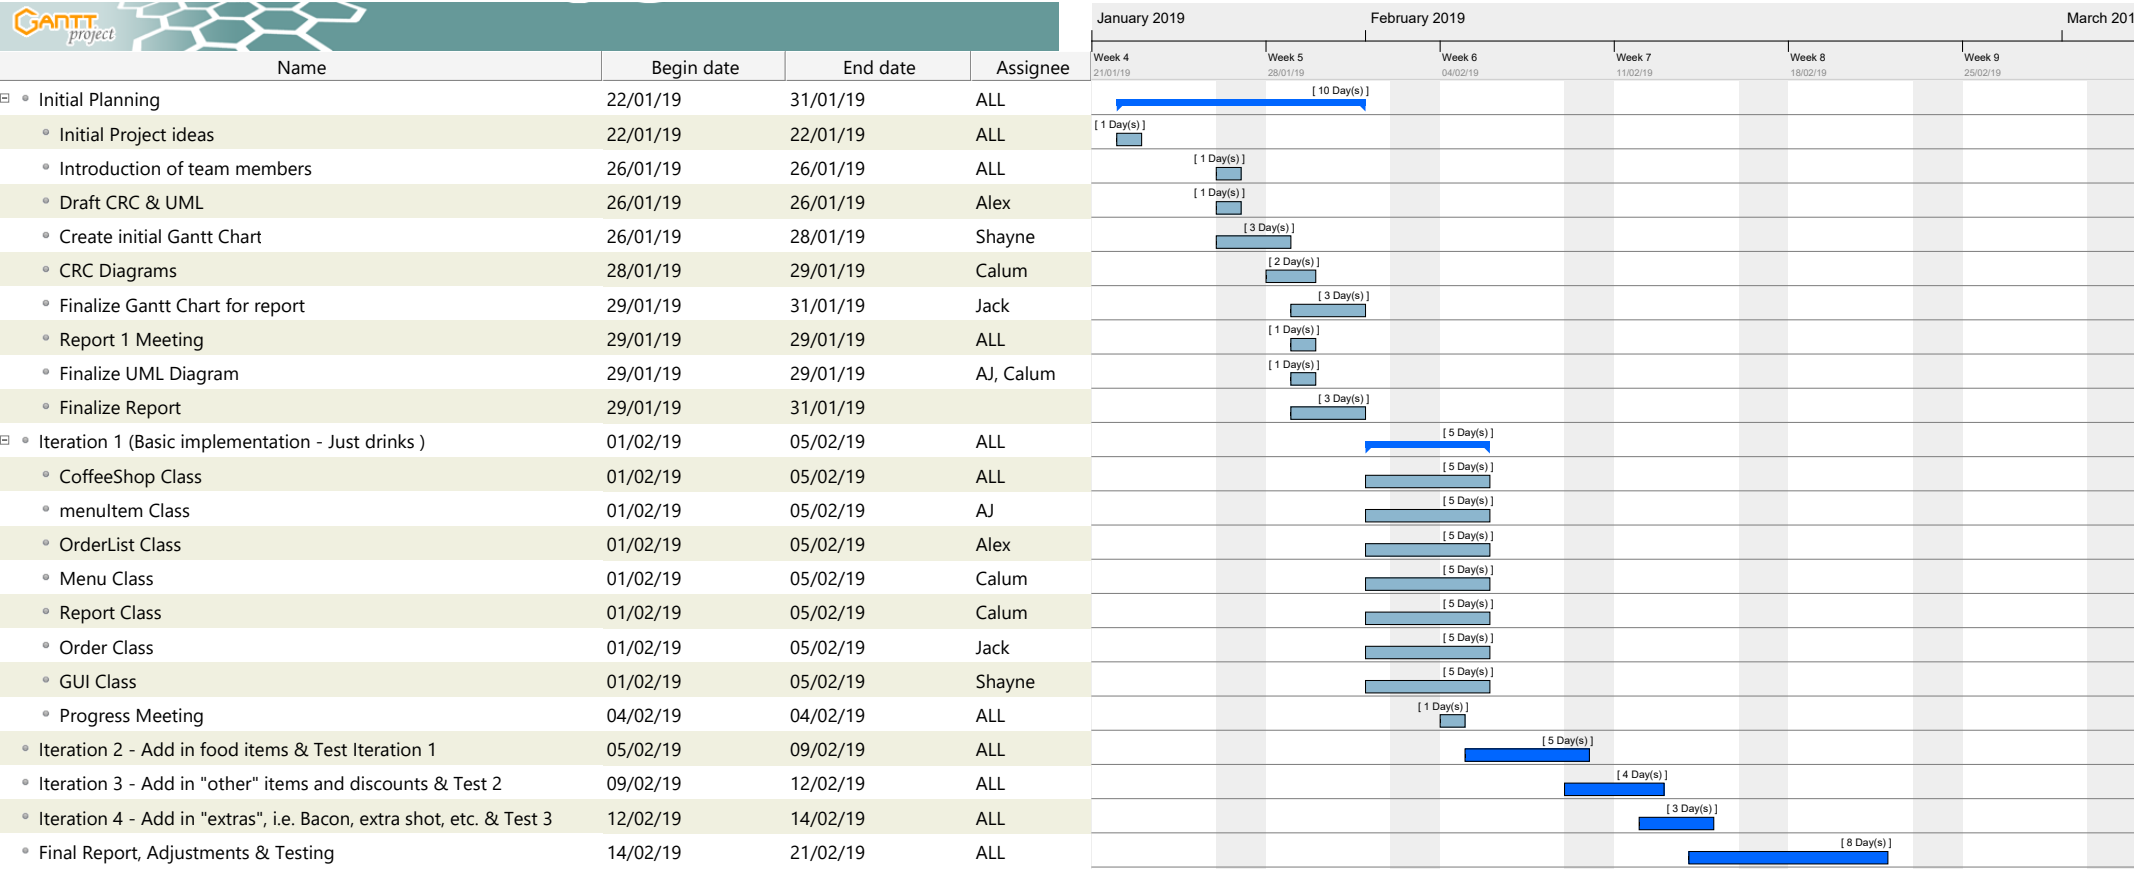 GANTT project
January 2019 February 2019 March 201
Name Begin date End date Assignee
Week 4 Week 5 Week 6 Week 7 Week 8 Week 9
21/01/19 28/01/19 04/02/19 11/02/19 18/02/19 25/02/19
Initial Planning 22/01/19 31/01/19 ALL [ 10 Day(s) ]
Initial Project ideas 22/01/19 22/01/19 ALL [ 1 Day(s) ]
Introduction of team members 26/01/19 26/01/19 ALL [ 1 Day(s) ]
Draft CRC & UML 26/01/19 26/01/19 Alex [ 1 Day(s) ]
Create initial Gantt Chart 26/01/19 28/01/19 Shayne [ 3 Day(s) ]
CRC Diagrams 28/01/19 29/01/19 Calum [ 2 Day(s) ]
Finalize Gantt Chart for report 29/01/19 31/01/19 Jack [ 3 Day(s) ]
Report 1 Meeting 29/01/19 29/01/19 ALL [ 1 Day(s) ]
Finalize UML Diagram 29/01/19 29/01/19 AJ, Calum [ 1 Day(s) ]
Finalize Report 29/01/19 31/01/19 [ 3 Day(s) ]
Iteration 1 (Basic implementation - Just drinks ) 01/02/19 05/02/19 ALL [ 5 Day(s) ]
CoffeeShop Class 01/02/19 05/02/19 ALL [ 5 Day(s) ]
menuItem Class 01/02/19 05/02/19 AJ [ 5 Day(s) ]
OrderList Class 01/02/19 05/02/19 Alex [ 5 Day(s) ]
Menu Class 01/02/19 05/02/19 Calum [ 5 Day(s) ]
Report Class 01/02/19 05/02/19 Calum [ 5 Day(s) ]
Order Class 01/02/19 05/02/19 Jack [ 5 Day(s) ]
GUI Class 01/02/19 05/02/19 Shayne [ 5 Day(s) ]
Progress Meeting 04/02/19 04/02/19 ALL [ 1 Day(s) ]
Iteration 2 - Add in food items & Test Iteration 1 05/02/19 09/02/19 ALL [ 5 Day(s) ]
Iteration 3 - Add in "other" items and discounts & Test 2 09/02/19 12/02/19 ALL [ 4 Day(s) ]
Iteration 4 - Add in "extras", i.e. Bacon, extra shot, etc. & Test 3 12/02/19 14/02/19 ALL [ 3 Day(s) ]
Final Report, Adjustments & Testing 14/02/19 21/02/19 ALL [ 8 Day(s) ]